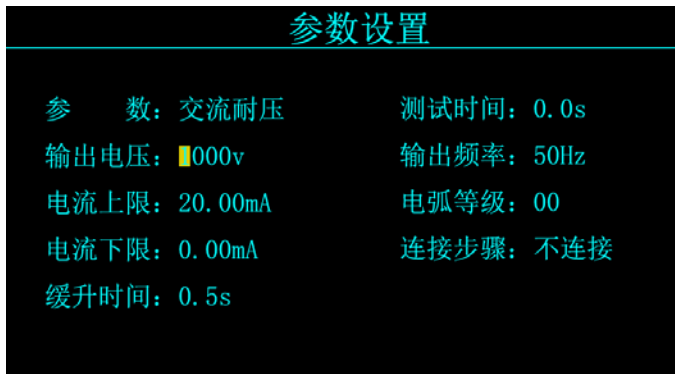 参数设置
参 数：交流耐压 测试时间：0.0s
输出电压：1000v 输出频率：50Hz
电流上限：20.00mA 电弧等级：00
电流下限：0.00mA 连接步骤：不连接
缓升时间：0.5s